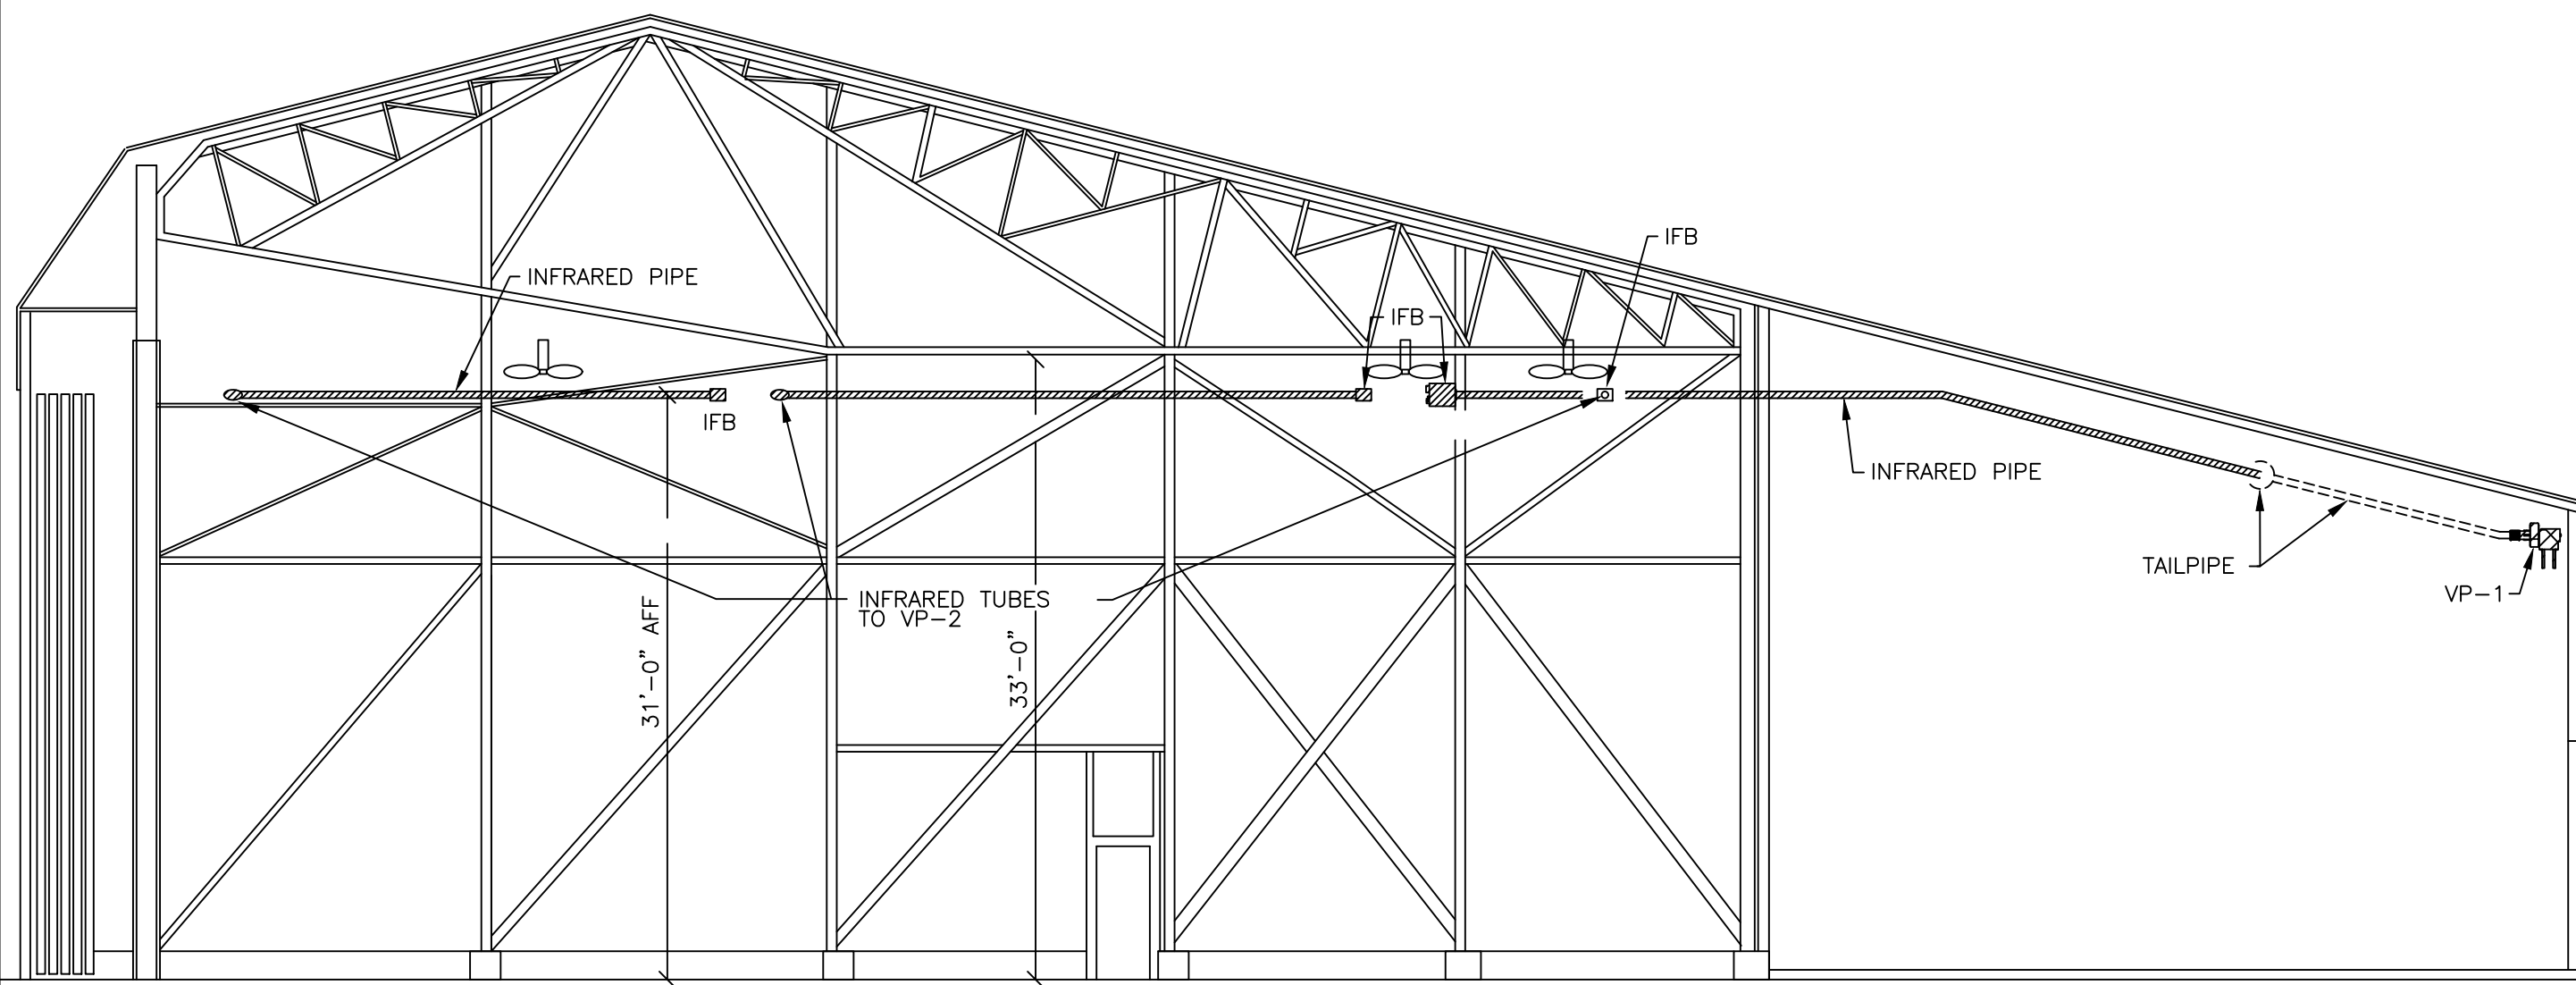 IFB
INFRARED PIPE
IFB
IFB
INFRARED PIPE
TAILPIPE
VP-1
INFRARED TUBES
TO VP-2
31'-0" AFF
33'-0"